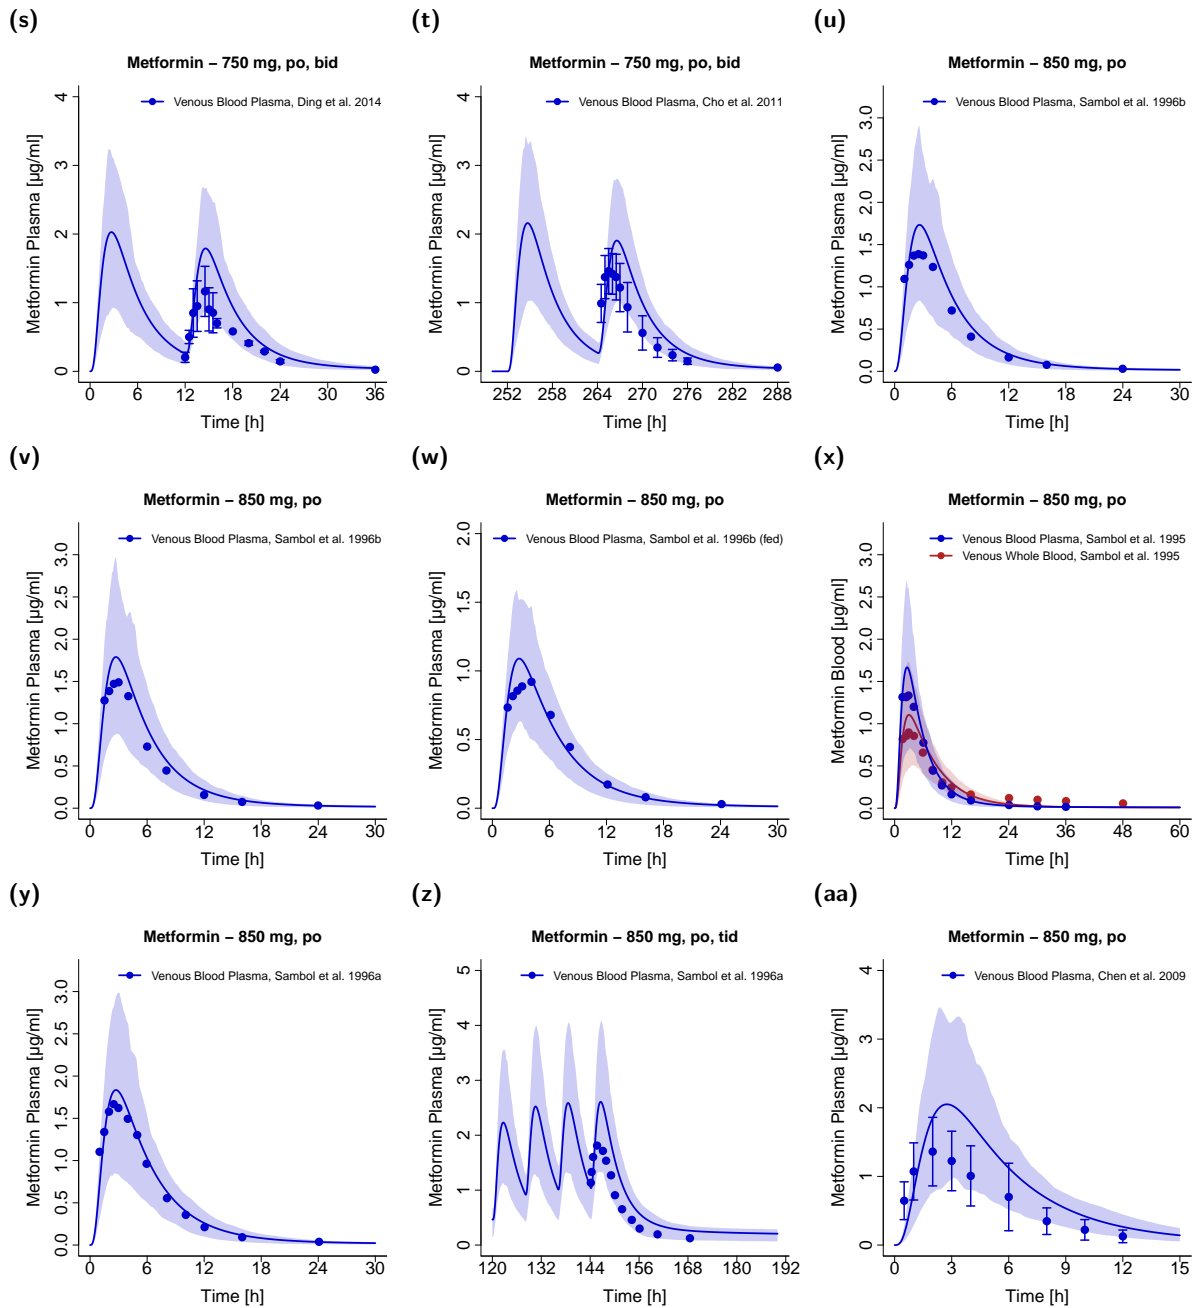 (s)
Metformin − 750 mg, po, bid
Venous Blood Plasma, Ding et al. 2014
Metformin Plasma [µg/ml]
0 1 2 3 4
0 6 12 18 24 30 36
Time [h]
(t)
Metformin − 750 mg, po, bid
Venous Blood Plasma, Cho et al. 2011
Metformin Plasma [µg/ml]
0 1 2 3 4
252 258 264 270 276 282 288
Time [h]
(u)
Metformin − 850 mg, po
Venous Blood Plasma, Sambol et al. 1996b
Metformin Plasma [µg/ml]
0.0 0.5 1.0 1.5 2.0 2.5 3.0
0 6 12 18 24 30
Time [h]
(v)
Metformin − 850 mg, po
Venous Blood Plasma, Sambol et al. 1996b
Metformin Plasma [µg/ml]
0.0 0.5 1.0 1.5 2.0 2.5 3.0
0 6 12 18 24 30
Time [h]
(w)
Metformin − 850 mg, po
Venous Blood Plasma, Sambol et al. 1996b (fed)
Metformin Plasma [µg/ml]
0.0 0.5 1.0 1.5 2.0
0 6 12 18 24 30
Time [h]
(x)
Metformin − 850 mg, po
Venous Blood Plasma, Sambol et al. 1995
Venous Whole Blood, Sambol et al. 1995
Metformin Blood [µg/ml]
0.0 0.5 1.0 1.5 2.0 2.5 3.0
0 12 24 36 48 60
Time [h]
(y)
Metformin − 850 mg, po
Venous Blood Plasma, Sambol et al. 1996a
Metformin Plasma [µg/ml]
0.0 0.5 1.0 1.5 2.0 2.5 3.0
0 6 12 18 24 30
Time [h]
(z)
Metformin − 850 mg, po, tid
Venous Blood Plasma, Sambol et al. 1996a
Metformin Plasma [µg/ml]
0 1 2 3 4 5
120 132 144 156 168 180 192
Time [h]
(aa)
Metformin − 850 mg, po
Venous Blood Plasma, Chen et al. 2009
Metformin Plasma [µg/ml]
0 1 2 3 4
0 3 6 9 12 15
Time [h]